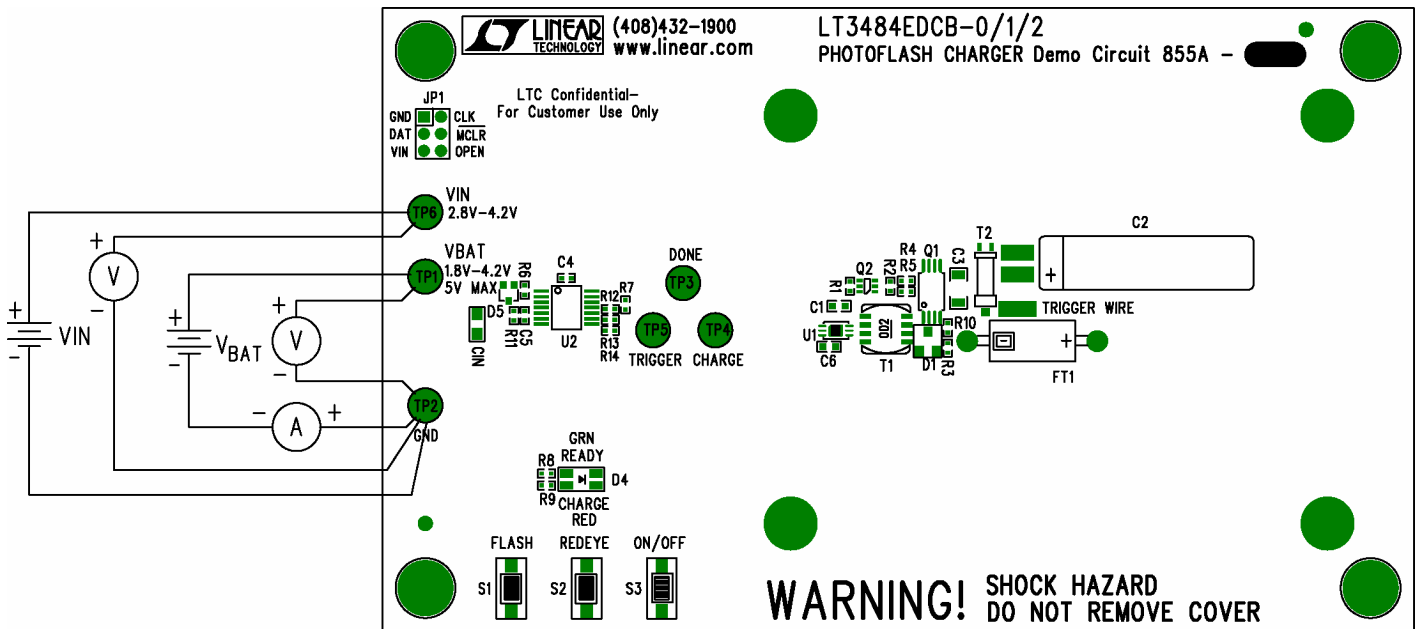 LINEAR
TECHNOLOGY
(408)432-1900
www.linear.com
LT3484EDCB-0/1/2
PHOTOFLASH CHARGER Demo Circuit 855A -
LTC Confidential-
For Customer Use Only
JP1
GND
CLK
DAT
MCLR
VIN
OPEN
TP6
VIN
2.8V-4.2V
TP1
VBAT
1.8V-4.2V
5V MAX
+
V
-
+
VIN
-
+
VBAT
-
+
V
-
-
A
+
TP2
GND
R6
D5
CIN
R11
C5
C4
U2
R12
R7
R13
R14
DONE
TP3
TP5
TRIGGER
TP4
CHARGE
R1
Q2
R2
R4
R5
Q1
C3
T2
C2
+
C1
U1
C6
020
T1
D1
R10
R3
TRIGGER WIRE
-
+
FT1
GRN
READY
R8
R9
D4
CHARGE
RED
FLASH
S1
REDEYE
S2
ON/OFF
S3
WARNING!
SHOCK HAZARD
DO NOT REMOVE COVER